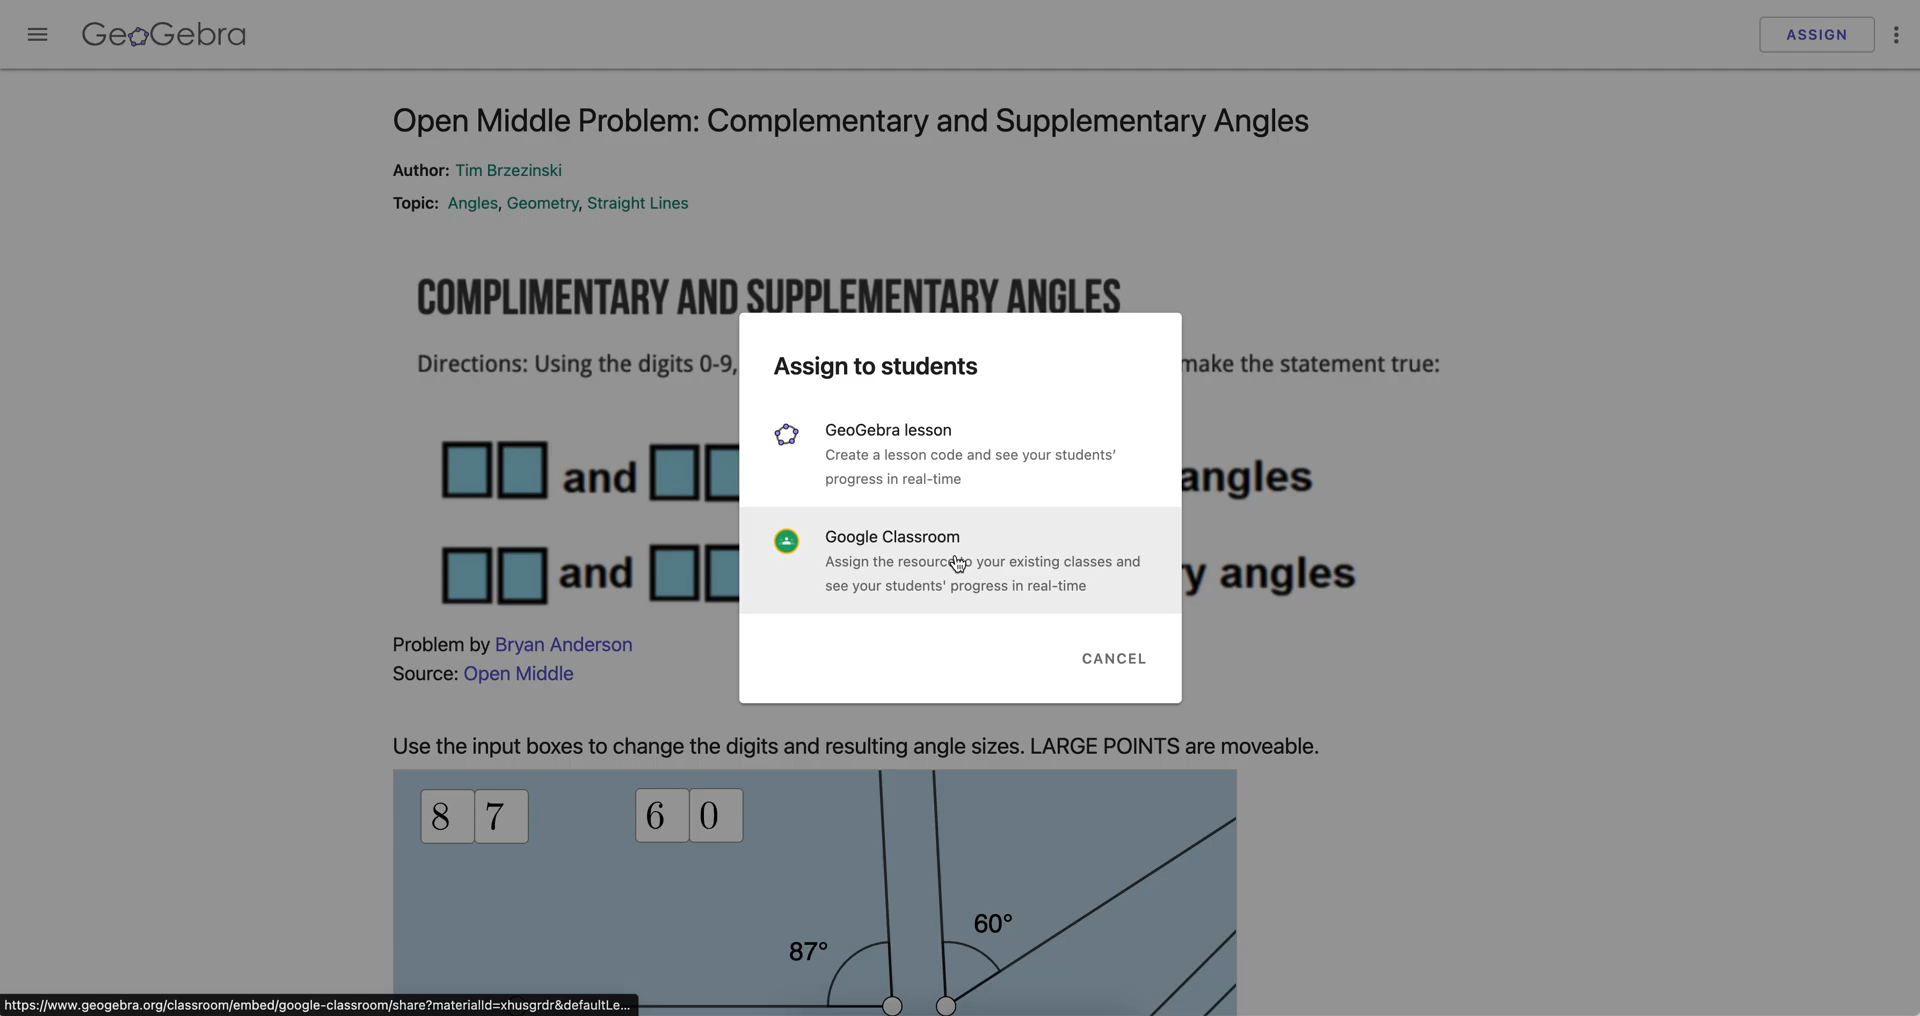 GeoGebra
ASSIGN
Open Middle Problem: Complementary and Supplementary Angles
Author: Tim Brzezinski
Topic: Angles, Geometry, Straight Lines
COMPLIMENTARY AND SUPPLEMENTARY ANGLES
Directions: Using the digits 0-9, make the statement true:
and angles
and y angles
Assign to students
GeoGebra lesson
Create a lesson code and see your students'
progress in real-time
Google Classroom
Assign the resource your existing classes and
see your students' progress in real-time
CANCEL
Problem by Bryan Anderson
Source: Open Middle
Use the input boxes to change the digits and resulting angle sizes. LARGE POINTS are moveable.
8 7 6 0
60°
87°
https://www.geogebra.org/classroom/embed/google-classroom/share?materialId=xhusgrdr&defaultLe...